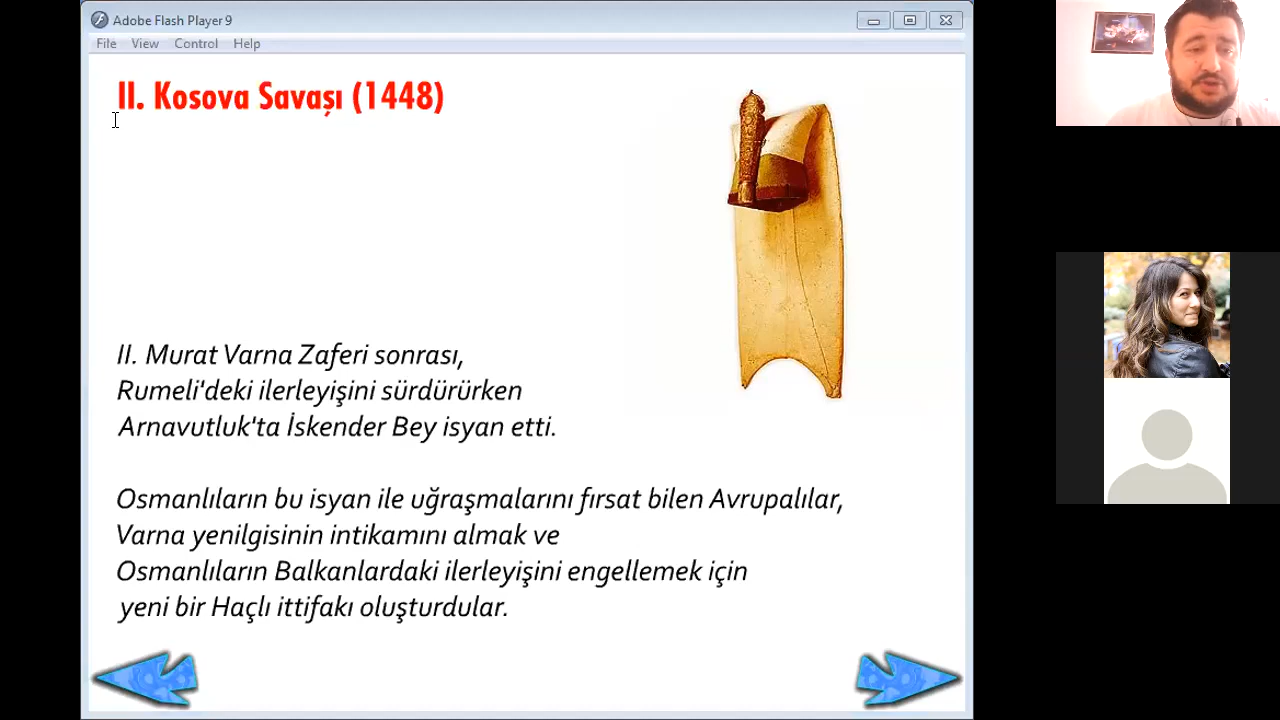 Adobe Flash Player 9
File View Control Help
II. Kosova Savaşı (1448)
II. Murat Varna Zaferi sonrası,
Rumeli'deki ilerleyişini sürdürürken
Arnavutluk'ta İskender Bey isyan etti.
Osmanlıların bu isyan ile uğraşmalarını fırsat bilen Avrupalılar,
Varna yenilgisinin intikamını almak ve
Osmanlıların Balkanlardaki ilerleyişini engellemek için
yeni bir Haçlı ittifakı oluşturdular.